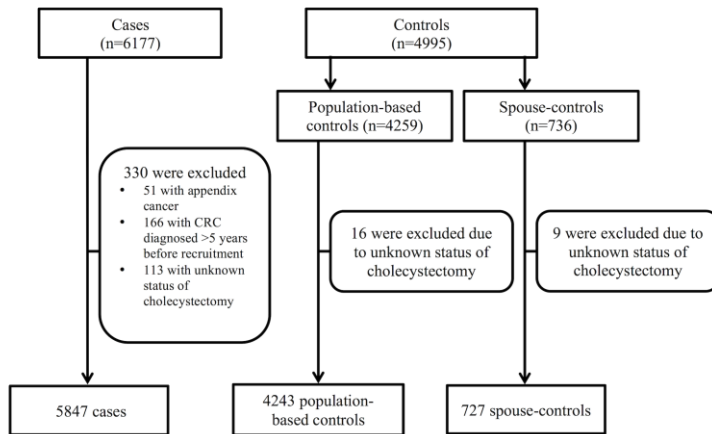 Cases
(n=6177)
Controls
(n=4995)
Population-based
controls (n=4259)
Spouse-controls
(n=736)
330 were excluded
• 51 with appendix
cancer
• 166 with CRC
diagnosed >5 years
before recruitment
• 113 with unknown
status of
cholecystectomy
16 were excluded due
to unknown status of
cholecystectomy
9 were excluded due to
unknown status of
cholecystectomy
5847 cases
4243 population-
based controls
727 spouse-controls